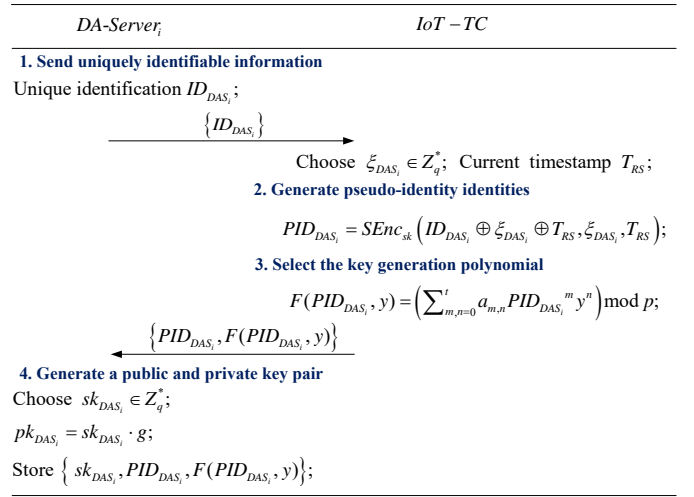 DA-Server_i IoT − TC
1. Send uniquely identifiable information
Unique identification ID_{DAS_i};
{ID_{DAS_i}}
Choose ξ_{DAS_i} ∈ Z_q^*; Current timestamp T_{RS};
2. Generate pseudo-identity identities
PID_{DAS_i} = SEnc_{sk}(ID_{DAS_i} ⊕ ξ_{DAS_i} ⊕ T_{RS}, ξ_{DAS_i}, T_{RS});
3. Select the key generation polynomial
F(PID_{DAS_i}, y) = (∑_{m,n=0}^{t} a_{m,n} PID_{DAS_i}^m y^n) mod p;
{PID_{DAS_i}, F(PID_{DAS_i}, y)}
4. Generate a public and private key pair
Choose sk_{DAS_i} ∈ Z_q^*;
pk_{DAS_i} = sk_{DAS_i} · g;
Store { sk_{DAS_i}, PID_{DAS_i}, F(PID_{DAS_i}, y)};